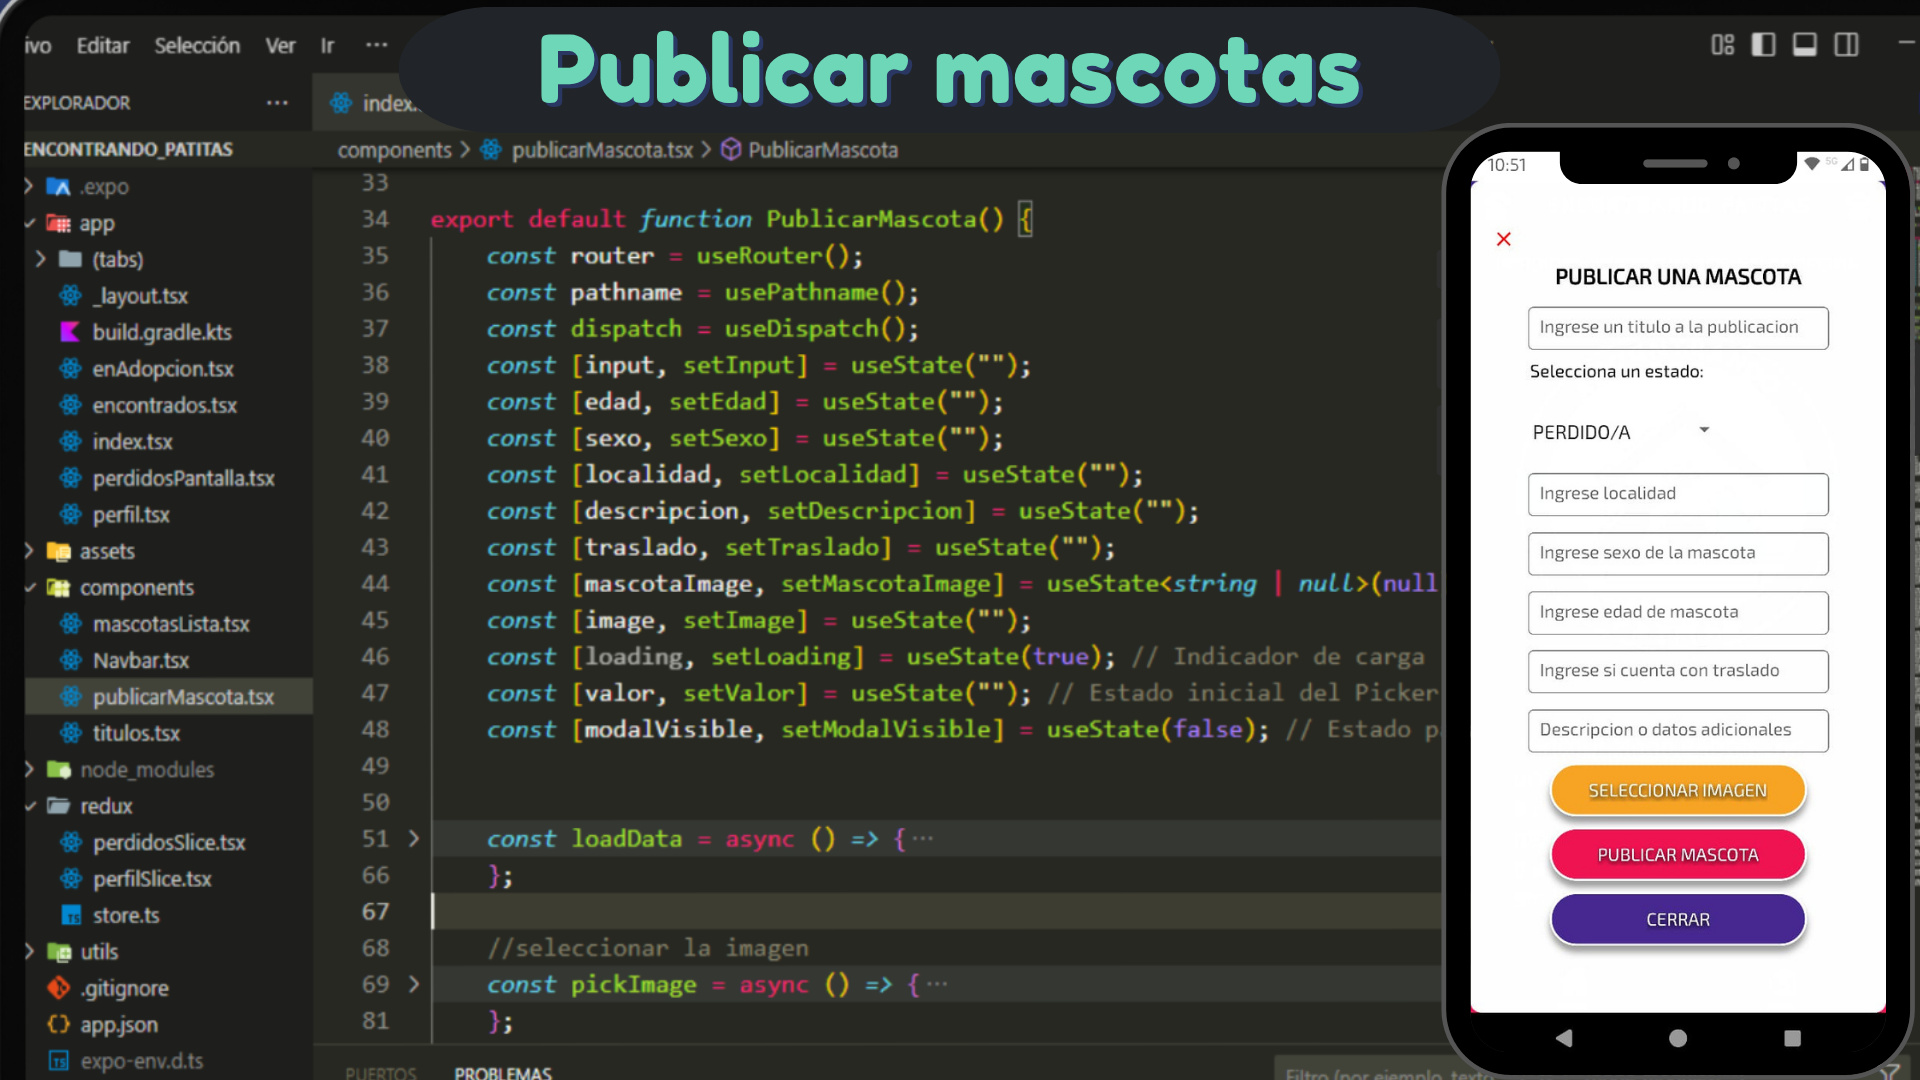 Publicar mascotas
ivo Editar Selección Ver Ir ···
EXPLORADOR ···
ENCONTRANDO_PATITAS
.expo
app
(tabs)
_layout.tsx
build.gradle.kts
enAdopcion.tsx
encontrados.tsx
index.tsx
perdidosPantalla.tsx
perfil.tsx
assets
components
mascotasLista.tsx
Navbar.tsx
publicarMascota.tsx
titulos.tsx
node_modules
redux
perdidosSlice.tsx
perfilSlice.tsx
TS store.ts
utils
.gitignore
{} app.json
TS expo-env.d.ts
index.
components > publicarMascota.tsx > PublicarMascota
33
34 export default function PublicarMascota() {
35 const router = useRouter();
36 const pathname = usePathname();
37 const dispatch = useDispatch();
38 const [input, setInput] = useState("");
39 const [edad, setEdad] = useState("");
40 const [sexo, setSexo] = useState("");
41 const [localidad, setLocalidad] = useState("");
42 const [descripcion, setDescripcion] = useState("");
43 const [traslado, setTraslado] = useState("");
44 const [mascotaImage, setMascotaImage] = useState<string | null>(null
45 const [image, setImage] = useState("");
46 const [loading, setLoading] = useState(true); // Indicador de carga
47 const [valor, setValor] = useState(""); // Estado inicial del Picker
48 const [modalVisible, setModalVisible] = useState(false); // Estado p
49
50
51 > const loadData = async () => { ···
66 };
67
68 //seleccionar la imagen
69 > const pickImage = async () => { ···
81 };
PUERTOS PROBLEMAS
Filtro (por ejemplo, text
10:51 5G
PUBLICAR UNA MASCOTA
Ingrese un titulo a la publicacion
Selecciona un estado:
PERDIDO/A
Ingrese localidad
Ingrese sexo de la mascota
Ingrese edad de mascota
Ingrese si cuenta con traslado
Descripcion o datos adicionales
SELECCIONAR IMAGEN
PUBLICAR MASCOTA
CERRAR